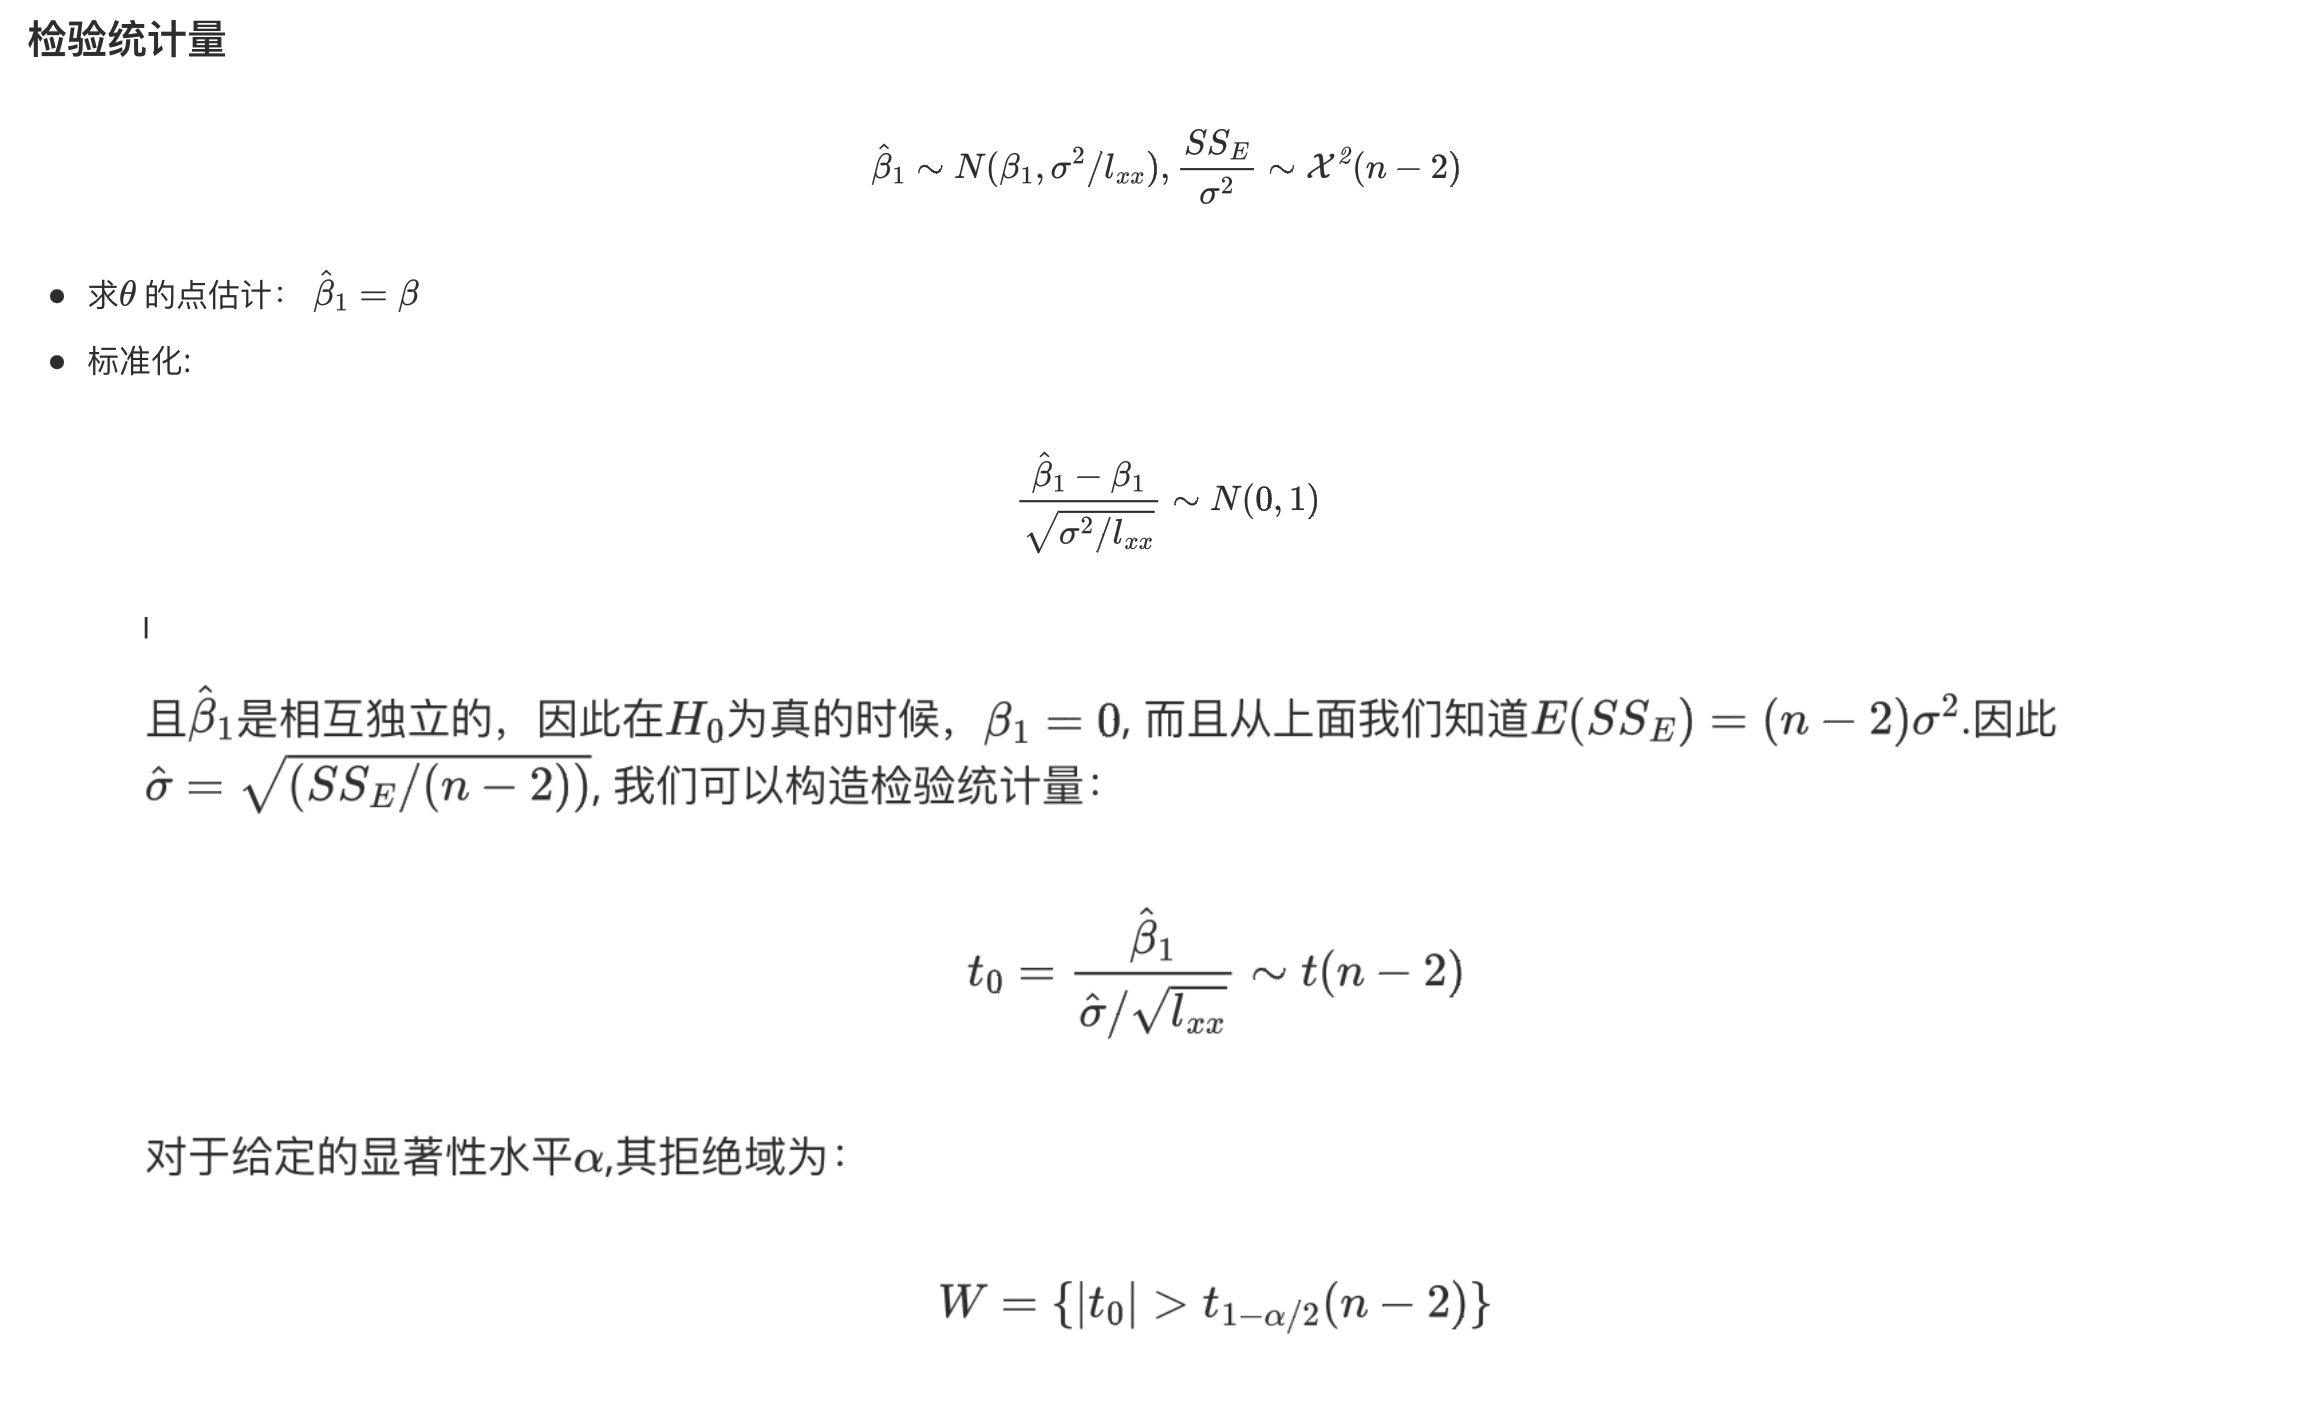 检验统计量
$\hat{\beta}_1 \sim N(\beta_1, \sigma^2/l_{xx}), \frac{SS_E}{\sigma^2} \sim \mathcal{X}^2(n-2)$
• 求$\theta$ 的点估计： $\hat{\beta}_1 = \beta$
• 标准化:
$\frac{\hat{\beta}_1 - \beta_1}{\sqrt{\sigma^2/l_{xx}}} \sim N(0,1)$
且$\hat{\beta}_1$是相互独立的，因此在$H_0$为真的时候，$\beta_1 = 0$, 而且从上面我们知道$E(SS_E) = (n-2)\sigma^2$.因此
$\hat{\sigma} = \sqrt{(SS_E/(n-2))}$, 我们可以构造检验统计量：
$t_0 = \frac{\hat{\beta}_1}{\hat{\sigma}/\sqrt{l_{xx}}} \sim t(n-2)$
对于给定的显著性水平$\alpha$,其拒绝域为：
$W = \{|t_0| > t_{1-\alpha/2}(n-2)\}$